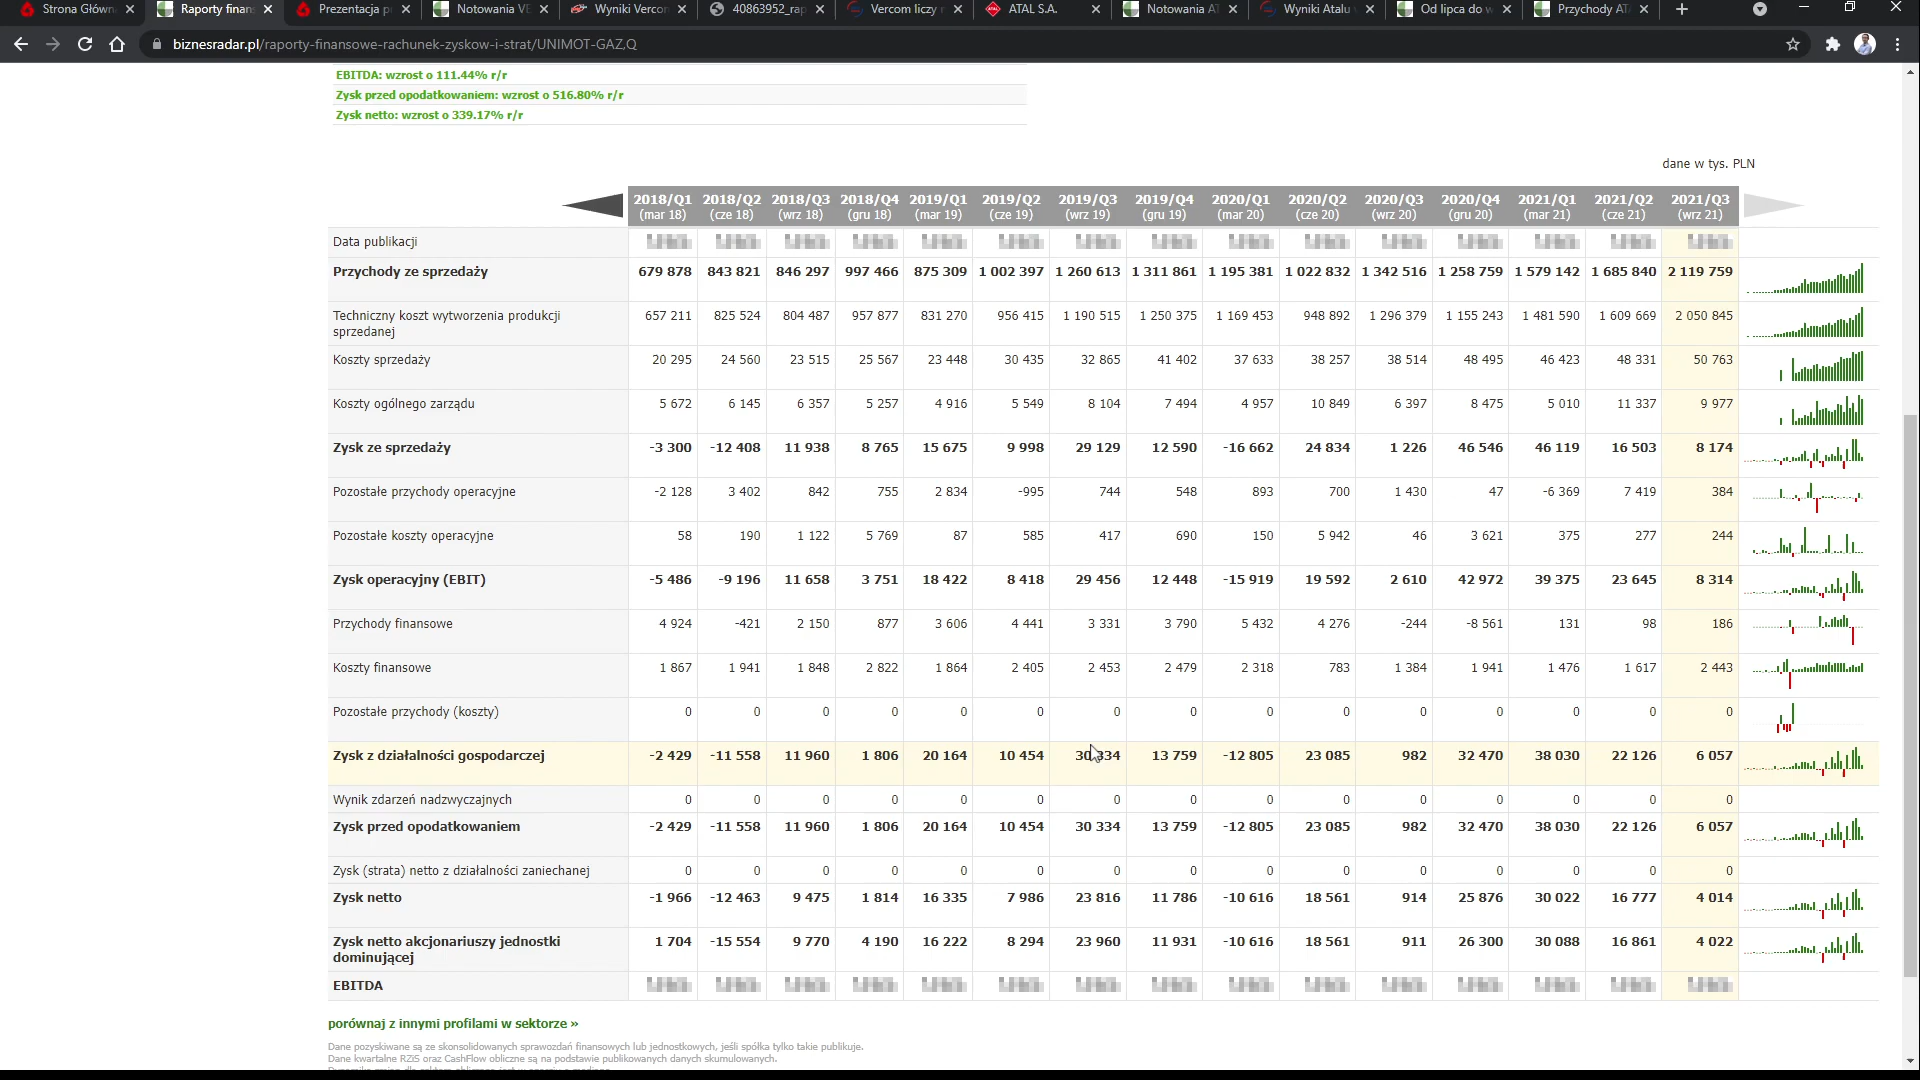 Strona Główn
Raporty finans
Prezentacja p
Notowania VE
Wyniki Vercon
40863952_rap
Vercom liczy r
ATAL S.A.
Notowania AT
Wyniki Atalu
Od lipca do w
Przychody AT
biznesradar.pl/raporty-finansowe-rachunek-zyskow-i-strat/UNIMOT-GAZ,Q
EBITDA: wzrost o 111.44% r/r
Zysk przed opodatkowaniem: wzrost o 516.80% r/r
Zysk netto: wzrost o 339.17% r/r
dane w tys. PLN
2018/Q1 2018/Q2 2018/Q3 2018/Q4 2019/Q1 2019/Q2 2019/Q3 2019/Q4 2020/Q1 2020/Q2 2020/Q3 2020/Q4 2021/Q1 2021/Q2 2021/Q3
(mar 18) (cze 18) (wrz 18) (gru 18) (mar 19) (cze 19) (wrz 19) (gru 19) (mar 20) (cze 20) (wrz 20) (gru 20) (mar 21) (cze 21) (wrz 21)
Data publikacji
Przychody ze sprzedaży 679 878 843 821 846 297 997 466 875 309 1 002 397 1 260 613 1 311 861 1 195 381 1 022 832 1 342 516 1 258 759 1 579 142 1 685 840 2 119 759
Techniczny koszt wytworzenia produkcji 657 211 825 524 804 487 957 877 831 270 956 415 1 190 515 1 250 375 1 169 453 948 892 1 296 379 1 155 243 1 481 590 1 609 669 2 050 845
sprzedanej
Koszty sprzedaży 20 295 24 560 23 515 25 567 23 448 30 435 32 865 41 402 37 633 38 257 38 514 48 495 46 423 48 331 50 763
Koszty ogólnego zarządu 5 672 6 145 6 357 5 257 4 916 5 549 8 104 7 494 4 957 10 849 6 397 8 475 5 010 11 337 9 977
Zysk ze sprzedaży -3 300 -12 408 11 938 8 765 15 675 9 998 29 129 12 590 -16 662 24 834 1 226 46 546 46 119 16 503 8 174
Pozostałe przychody operacyjne -2 128 3 402 842 755 2 834 -995 744 548 893 700 1 430 47 -6 369 7 419 384
Pozostałe koszty operacyjne 58 190 1 122 5 769 87 585 417 690 150 5 942 46 3 621 375 277 244
Zysk operacyjny (EBIT) -5 486 -9 196 11 658 3 751 18 422 8 418 29 456 12 448 -15 919 19 592 2 610 42 972 39 375 23 645 8 314
Przychody finansowe 4 924 -421 2 150 877 3 606 4 441 3 331 3 790 5 432 4 276 -244 -8 561 131 98 186
Koszty finansowe 1 867 1 941 1 848 2 822 1 864 2 405 2 453 2 479 2 318 783 1 384 1 941 1 476 1 617 2 443
Pozostałe przychody (koszty) 0 0 0 0 0 0 0 0 0 0 0 0 0 0 0
Zysk z działalności gospodarczej -2 429 -11 558 11 960 1 806 20 164 10 454 30 334 13 759 -12 805 23 085 982 32 470 38 030 22 126 6 057
Wynik zdarzeń nadzwyczajnych 0 0 0 0 0 0 0 0 0 0 0 0 0 0 0
Zysk przed opodatkowaniem -2 429 -11 558 11 960 1 806 20 164 10 454 30 334 13 759 -12 805 23 085 982 32 470 38 030 22 126 6 057
Zysk (strata) netto z działalności zaniechanej 0 0 0 0 0 0 0 0 0 0 0 0 0 0 0
Zysk netto -1 966 -12 463 9 475 1 814 16 335 7 986 23 816 11 786 -10 616 18 561 914 25 876 30 022 16 777 4 014
Zysk netto akcjonariuszy jednostki 1 704 -15 554 9 770 4 190 16 222 8 294 23 960 11 931 -10 616 18 561 911 26 300 30 088 16 861 4 022
dominującej
EBITDA
porównaj z innymi profilami w sektorze »
Dane pozyskiwane są ze skonsolidowanych sprawozdań finansowych lub jednostkowych, jeśli spółka tylko takie publikuje.
Dane kwartalne RZiS oraz CashFlow obliczne są na podstawie publikowanych danych skumulowanych.